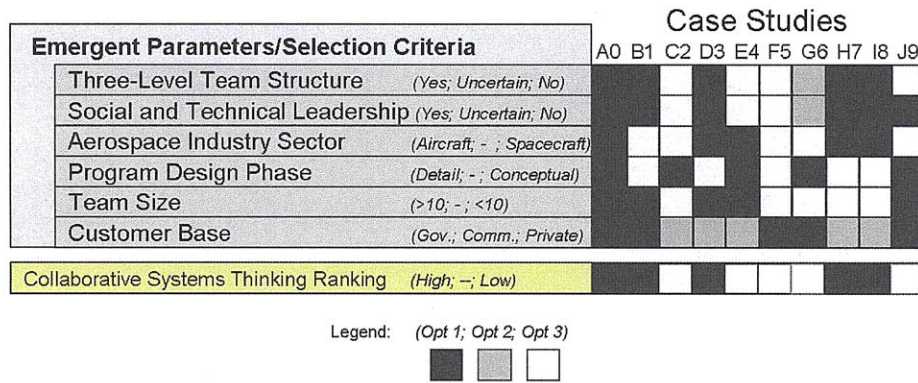 Case Studies
Emergent Parameters/Selection Criteria A0 B1 C2 D3 E4 F5 G6 H7 I8 J9
Three-Level Team Structure (Yes; Uncertain; No)
Social and Technical Leadership (Yes; Uncertain; No)
Aerospace Industry Sector (Aircraft; - ; Spacecraft)
Program Design Phase (Detail; - ; Conceptual)
Team Size (>10; - ; <10)
Customer Base (Gov.; Comm.; Private)
Collaborative Systems Thinking Ranking (High; --; Low)
Legend: (Opt 1; Opt 2; Opt 3)